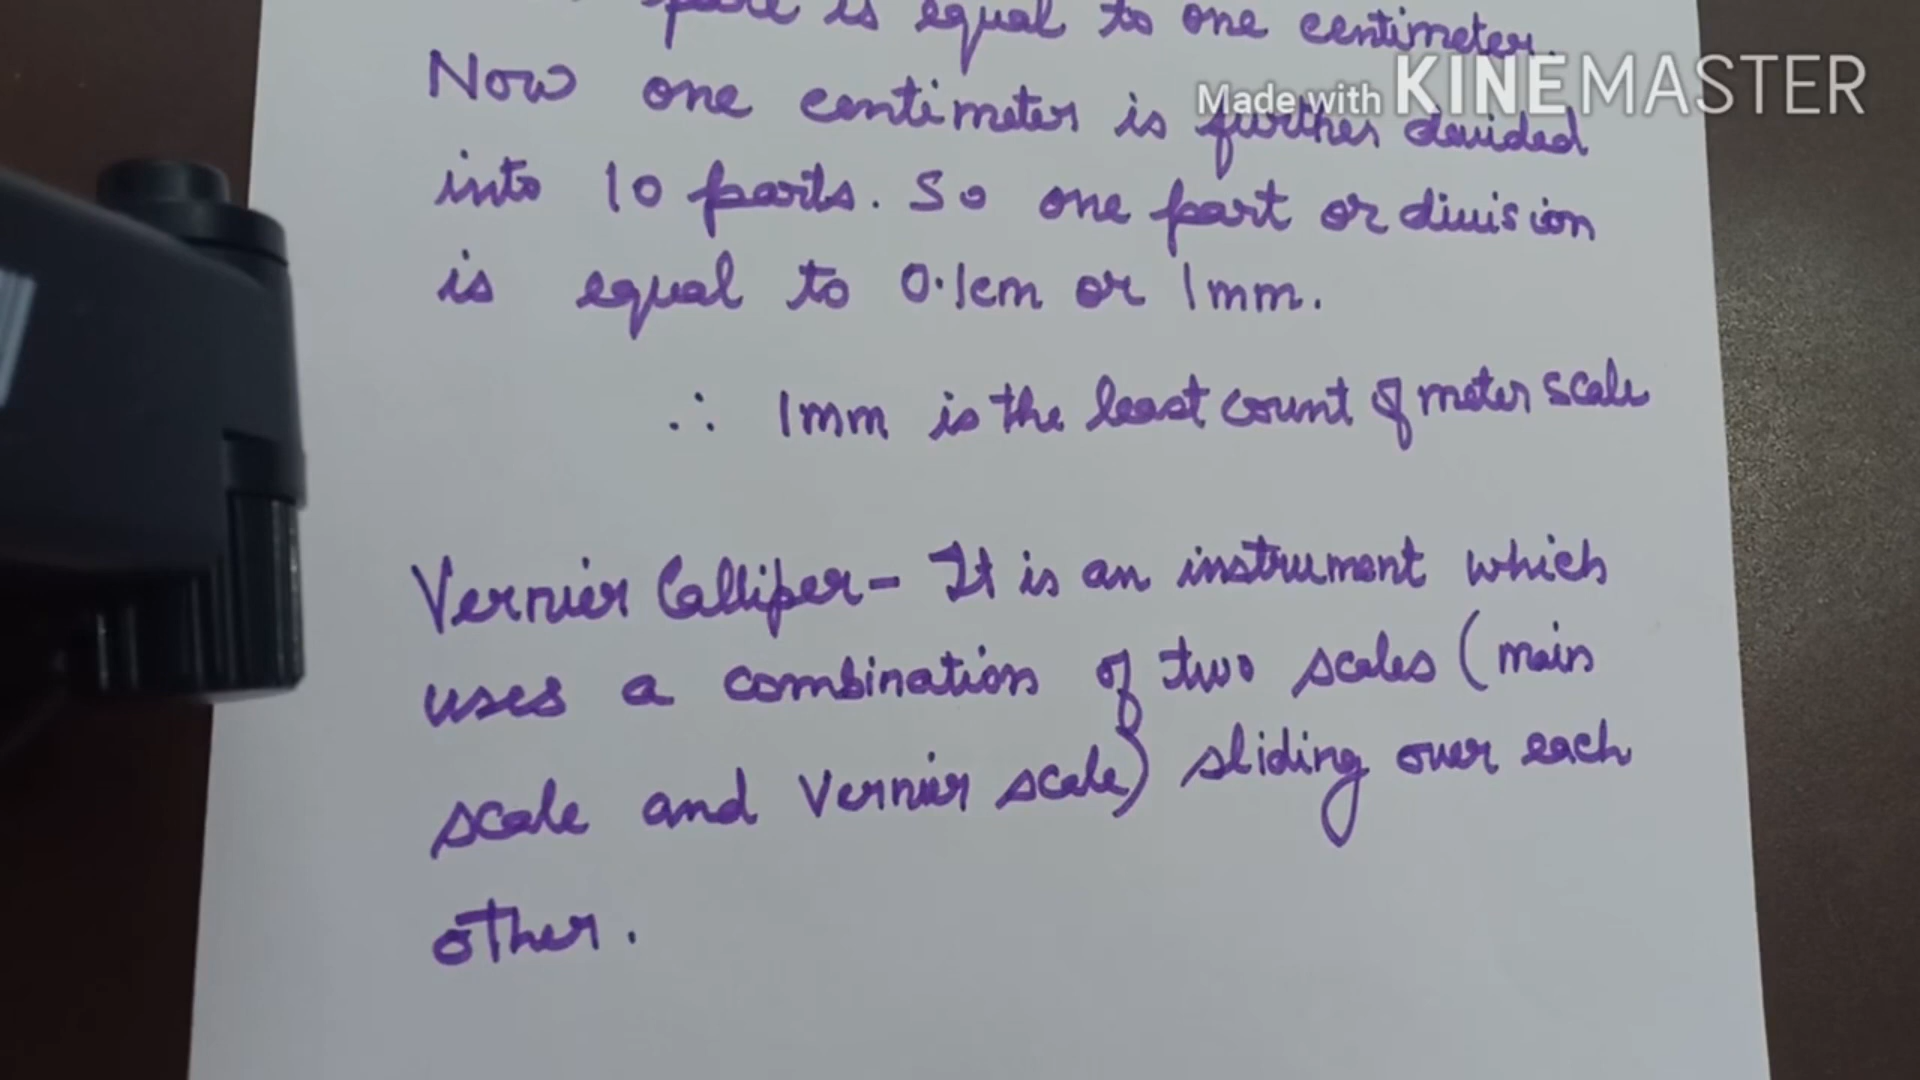 part is equal to one centimeter.
Made with KINEMASTER
Now one centimeter is further devided
into 10 parts. So one part or division
is equal to 0.1cm or 1mm.
∴ 1mm is the least count of meter scale
Vernier Calliper- It is an instrument which
uses a combination of two scales (main
scale and Vernier scale) sliding over each
other.